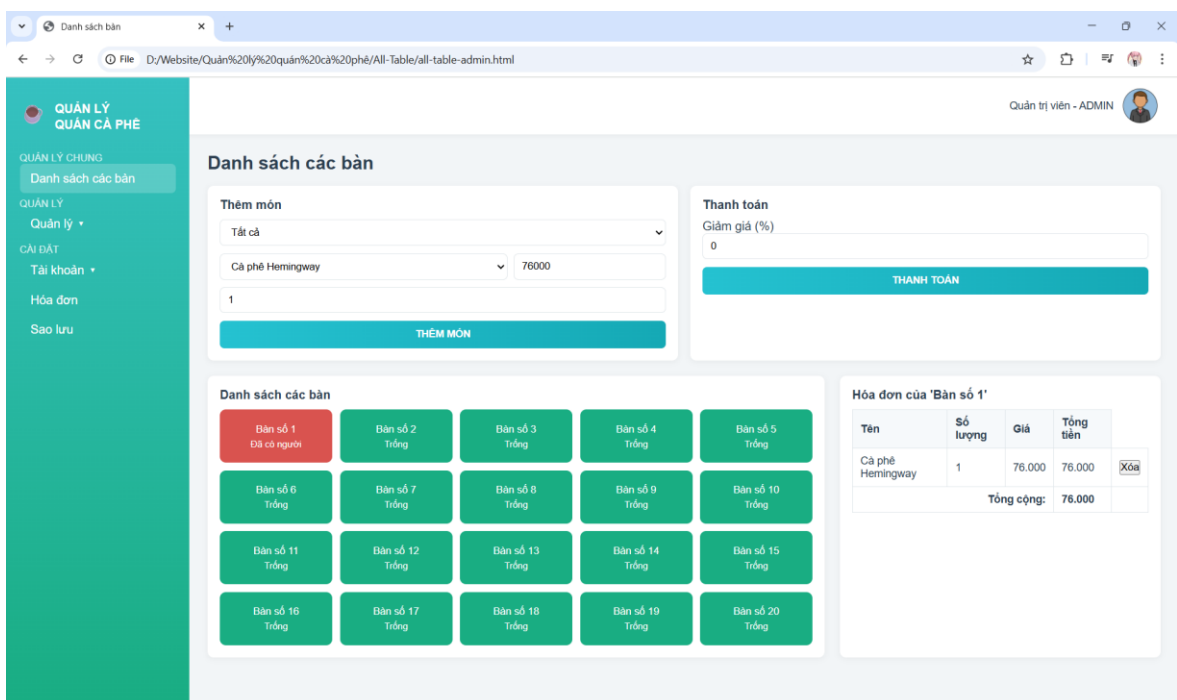 Danh sách bàn
File
D:/Website/Quản%20lý%20quán%20cà%20phê/All-Table/all-table-admin.html
QUẢN LÝ
QUÁN CÀ PHÊ
Quản trị viên - ADMIN
QUẢN LÝ CHUNG
Danh sách các bàn
QUẢN LÝ
Quản lý
CÀI ĐẶT
Tài khoản
Hóa đơn
Sao lưu
Danh sách các bàn
Thêm món
Tất cả
Cà phê Hemingway
76000
1
THÊM MÓN
Thanh toán
Giảm giá (%)
0
THANH TOÁN
Danh sách các bàn
Bàn số 1
Đã có người
Bàn số 2
Trống
Bàn số 3
Trống
Bàn số 4
Trống
Bàn số 5
Trống
Bàn số 6
Trống
Bàn số 7
Trống
Bàn số 8
Trống
Bàn số 9
Trống
Bàn số 10
Trống
Bàn số 11
Trống
Bàn số 12
Trống
Bàn số 13
Trống
Bàn số 14
Trống
Bàn số 15
Trống
Bàn số 16
Trống
Bàn số 17
Trống
Bàn số 18
Trống
Bàn số 19
Trống
Bàn số 20
Trống
Hóa đơn của 'Bàn số 1'
Tên Số lượng Giá Tổng tiền
Cà phê Hemingway 1 76.000 76.000 Xóa
Tổng cộng: 76.000